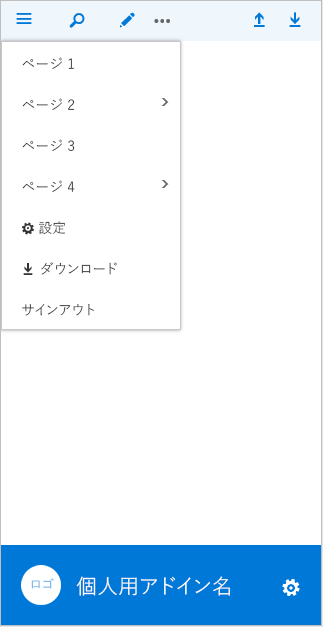 ページ 1
ページ 2
ページ 3
ページ 4
設定
ダウンロード
サインアウト
ロゴ
個人用アドイン名